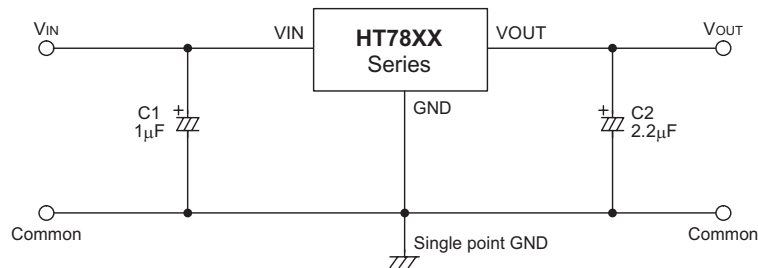 VIN
VIN
HT78XX
Series
VOUT
VOUT
GND
+
C1
1μF
+
C2
2.2μF
Common
Single point GND
Common